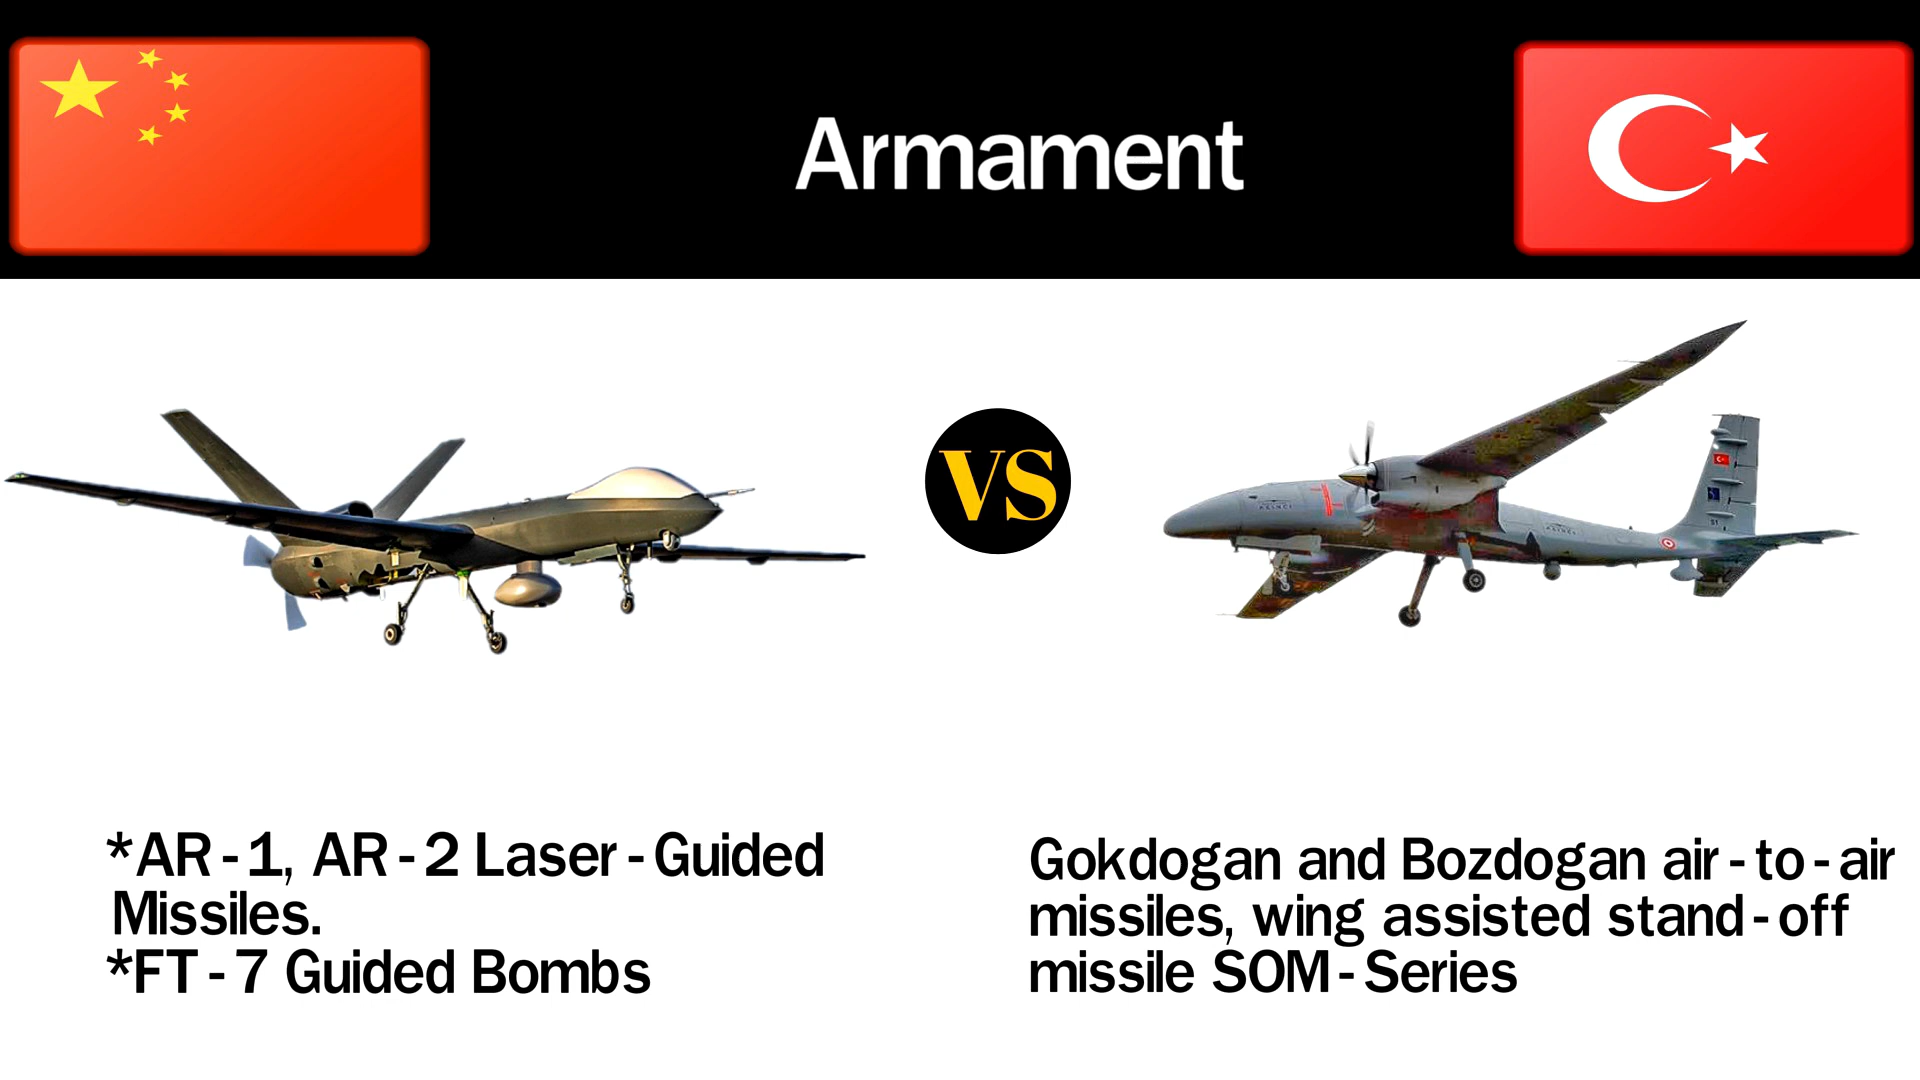 Armament
VS
*AR-1, AR-2 Laser-Guided
Missiles.
*FT-7 Guided Bombs
Gokdogan and Bozdogan air-to-air
missiles, wing assisted stand-off
missile SOM-Series